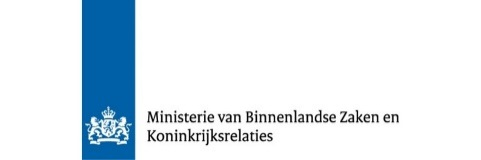 Ministerie van Binnenlandse Zaken en
Koninkrijksrelaties